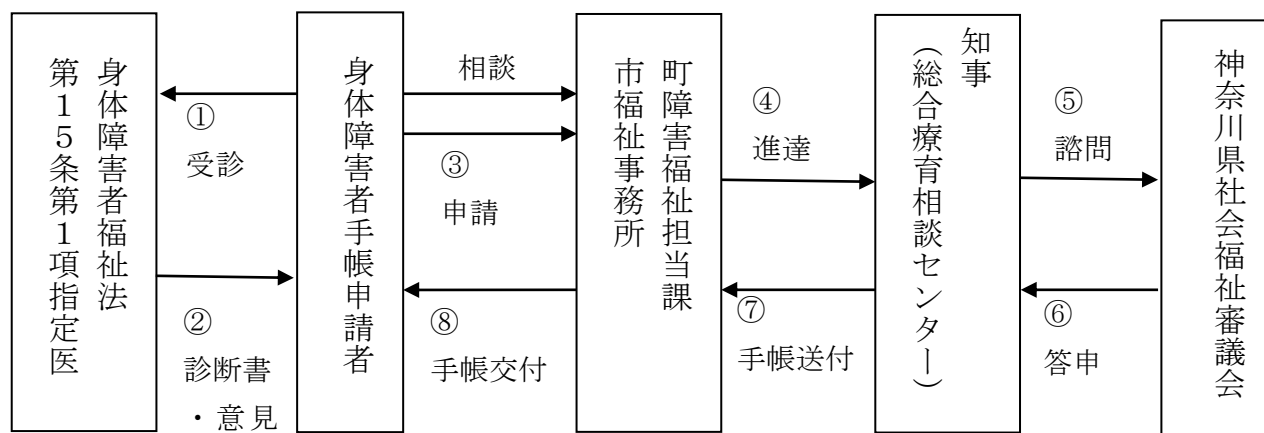 身体障害者福祉法
第１５条第１項指定医
①
受診
②
診断書
・意見
身体障害者手帳申請者
相談
③
申請
⑧
手帳交付
町障害福祉担当課
市福祉事務所
④
進達
⑦
手帳送付
知事
（総合療育相談センター）
⑤
諮問
⑥
答申
神奈川県社会福祉審議会